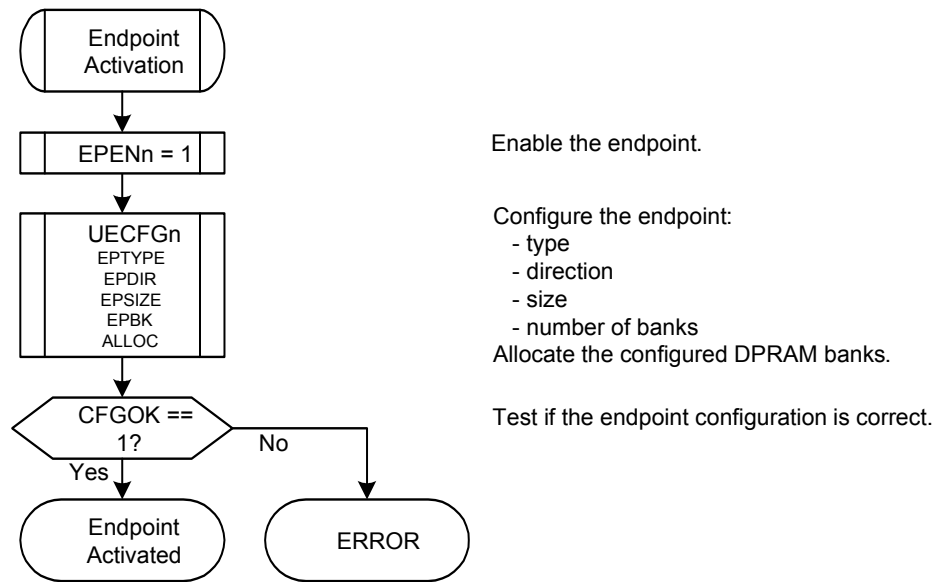 Endpoint
Activation
EPENn = 1
Enable the endpoint.
UECFGn
EPTYPE
EPDIR
EPSIZE
EPBK
ALLOC
Configure the endpoint:
- type
- direction
- size
- number of banks
Allocate the configured DPRAM banks.
CFGOK ==
1?
Test if the endpoint configuration is correct.
No
Yes
Endpoint
Activated
ERROR